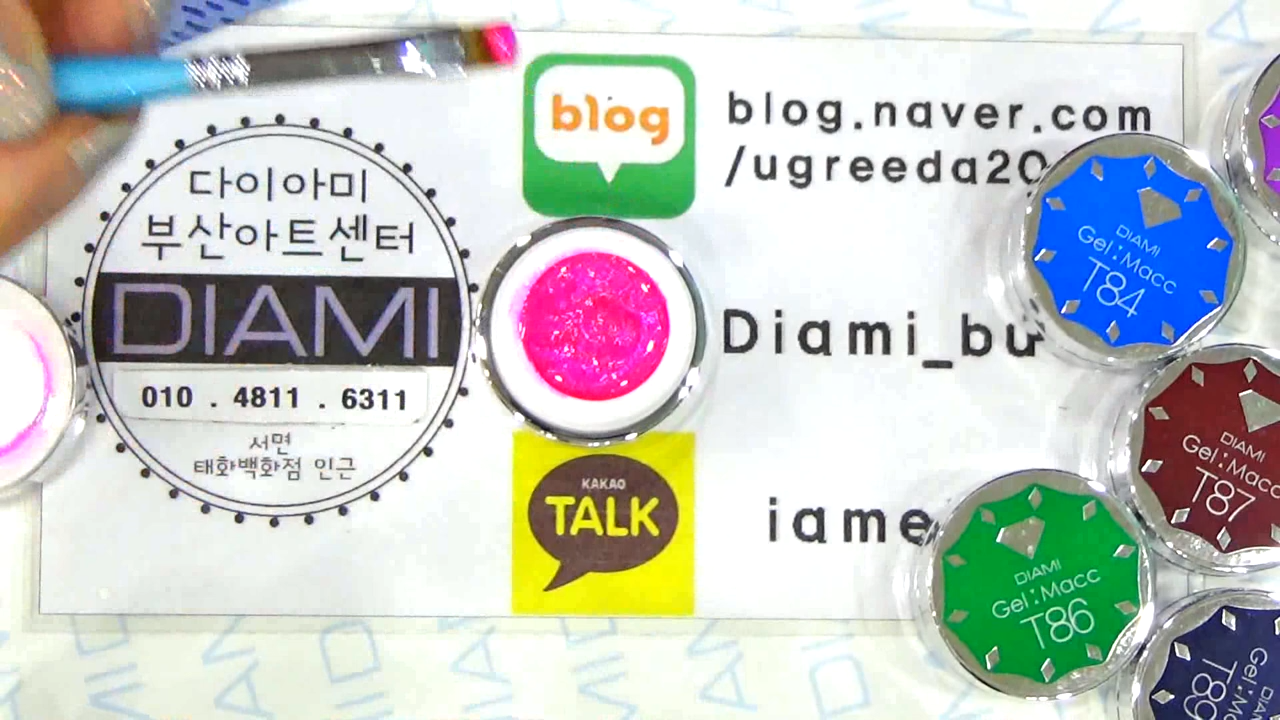 다이아미
부산아트센터
DIAMI
010 . 4811 . 6311
서면
태화백화점 인근
blog
blog.naver.com
/ugreeda20
Diami_bu
KAKAO
TALK
iame
DIAMI
Gel:Macc
T84
DIAMI
Gel:Macc
T87
DIAMI
Gel:Macc
T86
T89